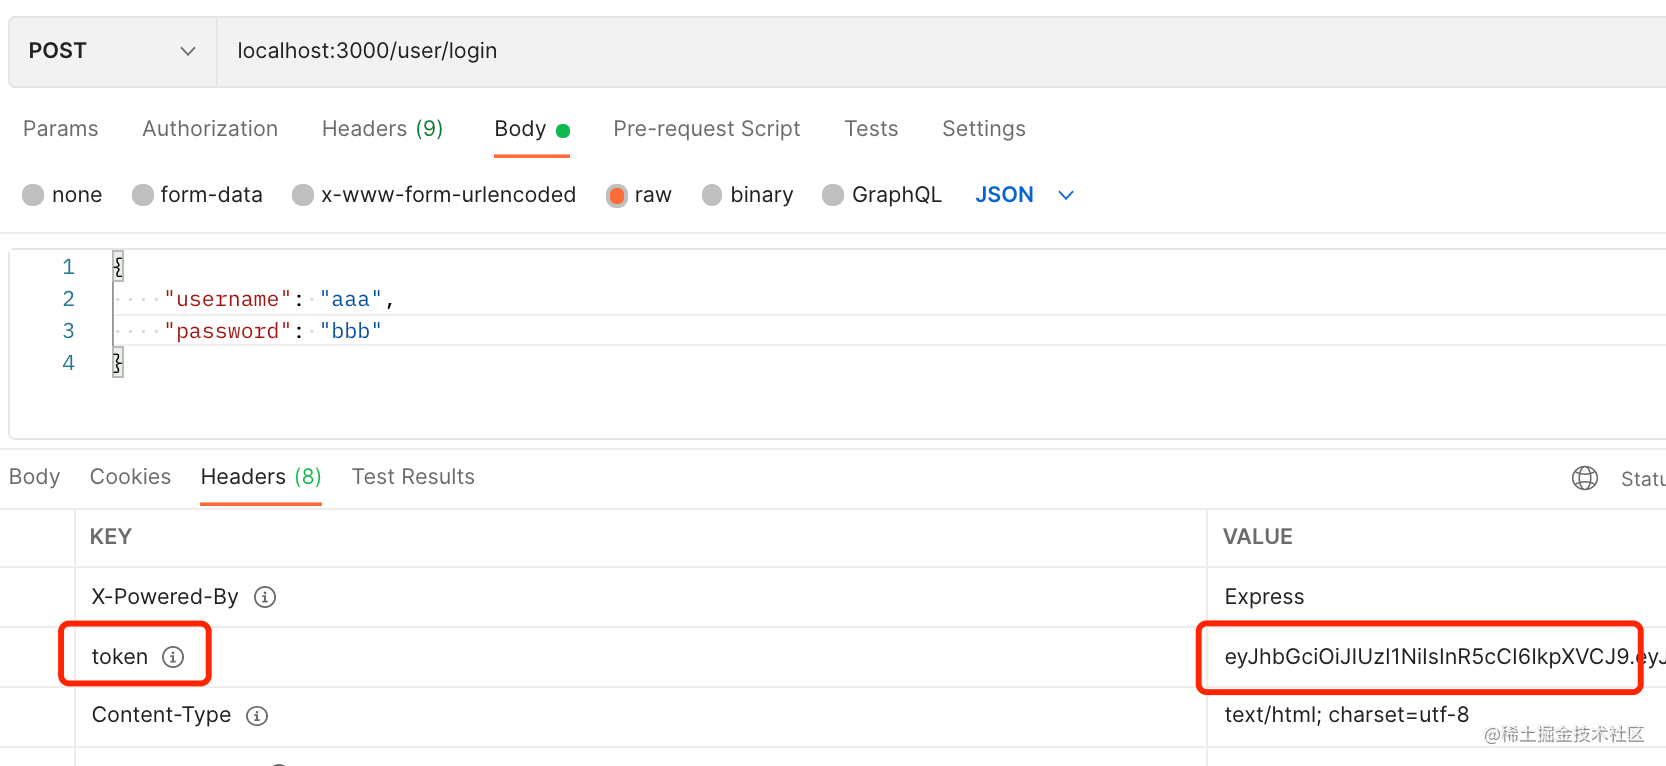 POST localhost:3000/user/login
Params Authorization Headers (9) Body Pre-request Script Tests Settings
none form-data x-www-form-urlencoded raw binary GraphQL JSON
1 {
2 "username": "aaa",
3 "password": "bbb"
4 }
Body Cookies Headers (8) Test Results Statu
KEY VALUE
X-Powered-By Express
token eyJhbGciOiJIUzI1NiIsInR5cCI6IkpXVCJ9.eyJ
Content-Type text/html; charset=utf-8
@稀土掘金技术社区